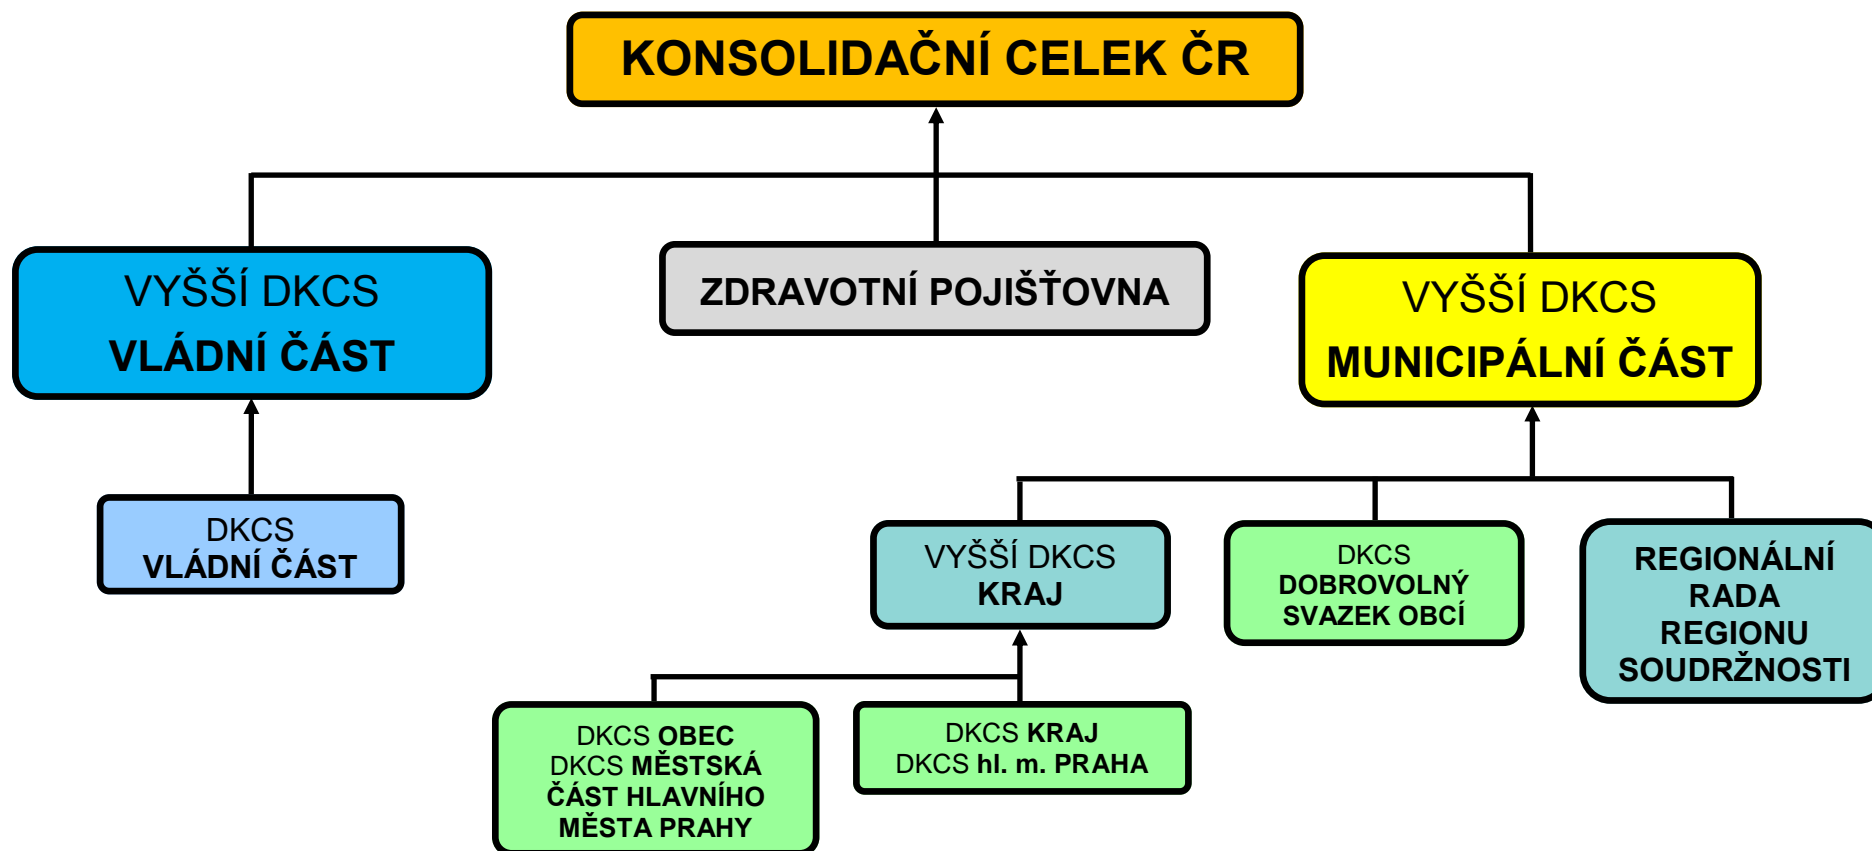 KONSOLIDAČNÍ CELEK ČR
VYŠŠÍ DKCS
VLÁDNÍ ČÁST
ZDRAVOTNÍ POJIŠŤOVNA
VYŠŠÍ DKCS
MUNICIPÁLNÍ ČÁST
DKCS
VLÁDNÍ ČÁST
VYŠŠÍ DKCS
KRAJ
DKCS
DOBROVOLNÝ
SVAZEK OBCÍ
REGIONÁLNÍ
RADA
REGIONU
SOUDRŽNOSTI
DKCS OBEC
DKCS MĚSTSKÁ
ČÁST HLAVNÍHO
MĚSTA PRAHY
DKCS KRAJ
DKCS hl. m. PRAHA